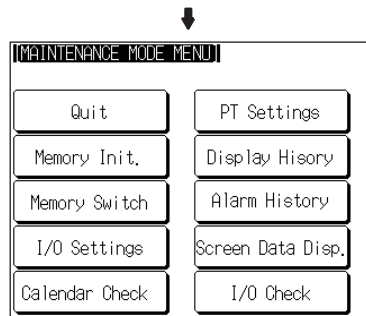 [MAINTENANCE MODE MENU]
Quit
PT Settings
Memory Init.
Display Hisory
Memory Switch
Alarm History
I/O Settings
Screen Data Disp.
Calendar Check
I/O Check